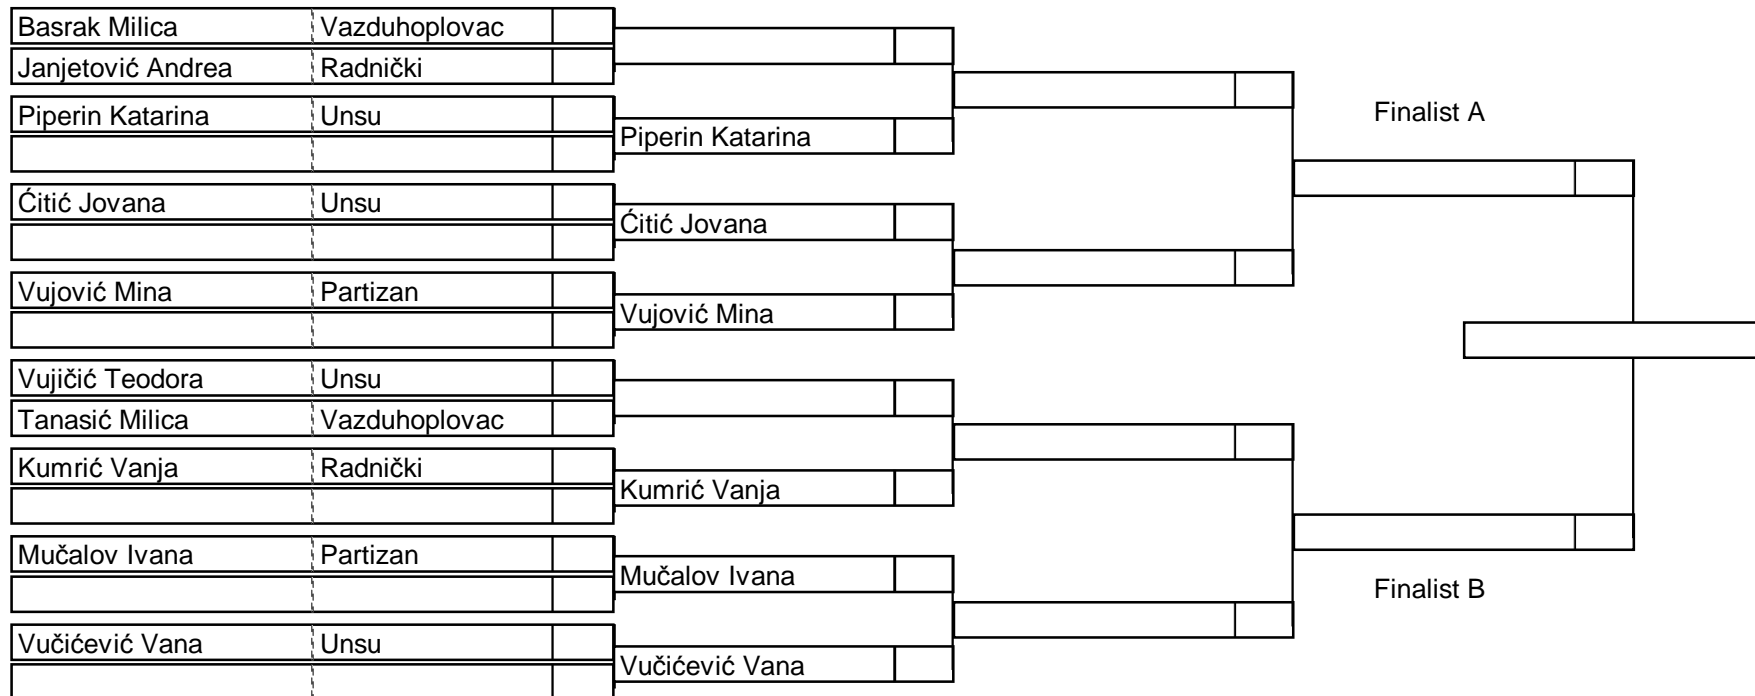 Basrak Milica Vazduhoplovac
Janjetović Andrea Radnički
Piperin Katarina Unsu
Finalist A
Piperin Katarina
Ćitić Jovana Unsu
Ćitić Jovana
Vujović Mina Partizan
Vujović Mina
Vujičić Teodora Unsu
Tanasić Milica Vazduhoplovac
Kumrić Vanja Radnički
Kumrić Vanja
Mučalov Ivana Partizan
Mučalov Ivana
Finalist B
Vučićević Vana Unsu
Vučićević Vana